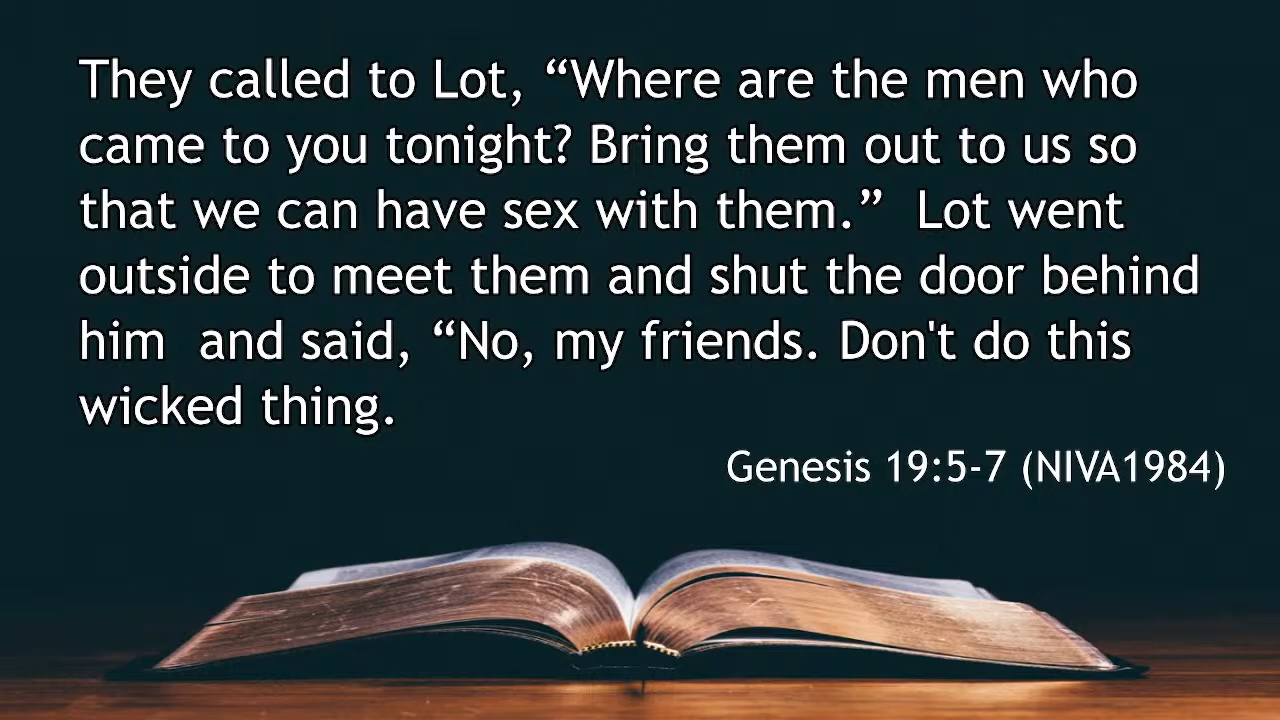 They called to Lot, “Where are the men who
came to you tonight? Bring them out to us so
that we can have sex with them.”  Lot went
outside to meet them and shut the door behind
him  and said, “No, my friends. Don't do this
wicked thing.
Genesis 19:5-7 (NIVA1984)